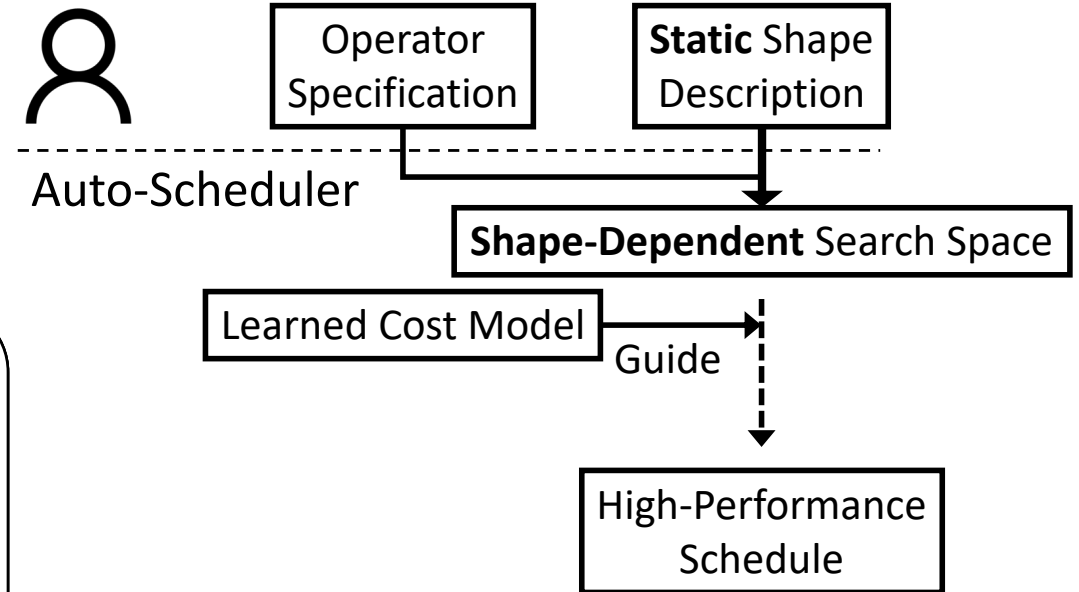 Operator
Specification
Static Shape
Description
Auto-Scheduler
Shape-Dependent Search Space
Learned Cost Model
Guide
High-Performance
Schedule